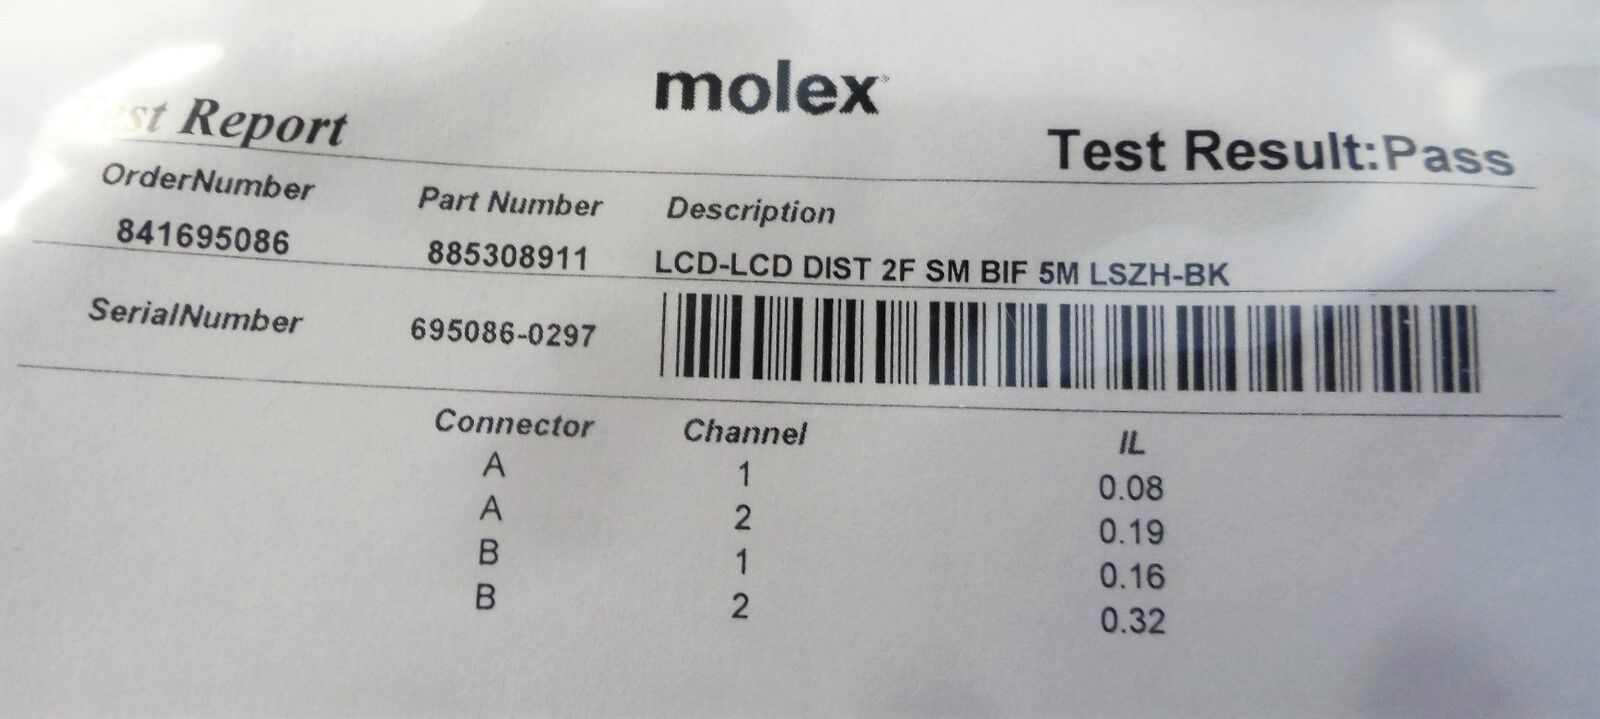 molex
Test Report
Test Result:Pass
OrderNumber Part Number Description
841695086 885308911 LCD-LCD DIST 2F SM BIF 5M LSZH-BK
SerialNumber 695086-0297
Connector Channel IL
A 1 0.08
A 2 0.19
B 1 0.16
B 2 0.32